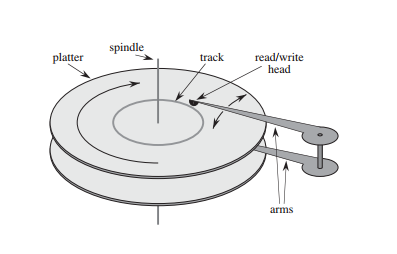 spindle
platter
track
read/write
head
arms